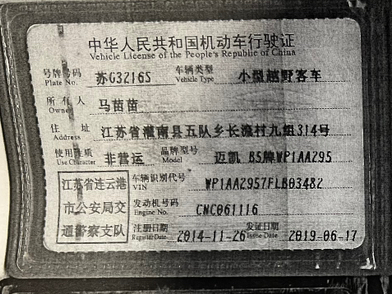 中华人民共和国机动车行驶证
Vehicle License of the People's Republic of China
号牌号码 Plate No. 苏G3216S 车辆类型 Vehicle Type 小型越野客车
所有人 Owner 马苗苗
住址 Address 江苏省灌南县五队乡长流村九组314号
使用性质 Use Character 非营运 品牌型号 Model 迈凯 BS牌WP1AA295
江苏省连云港 车辆识别代号 VIN WP1AA2957FLB03482
市公安局交 发动机号码 Engine No. CNC061116
通警察支队 注册日期 Register Date 2014-11-26 发证日期 Issue Date 2019-06-17